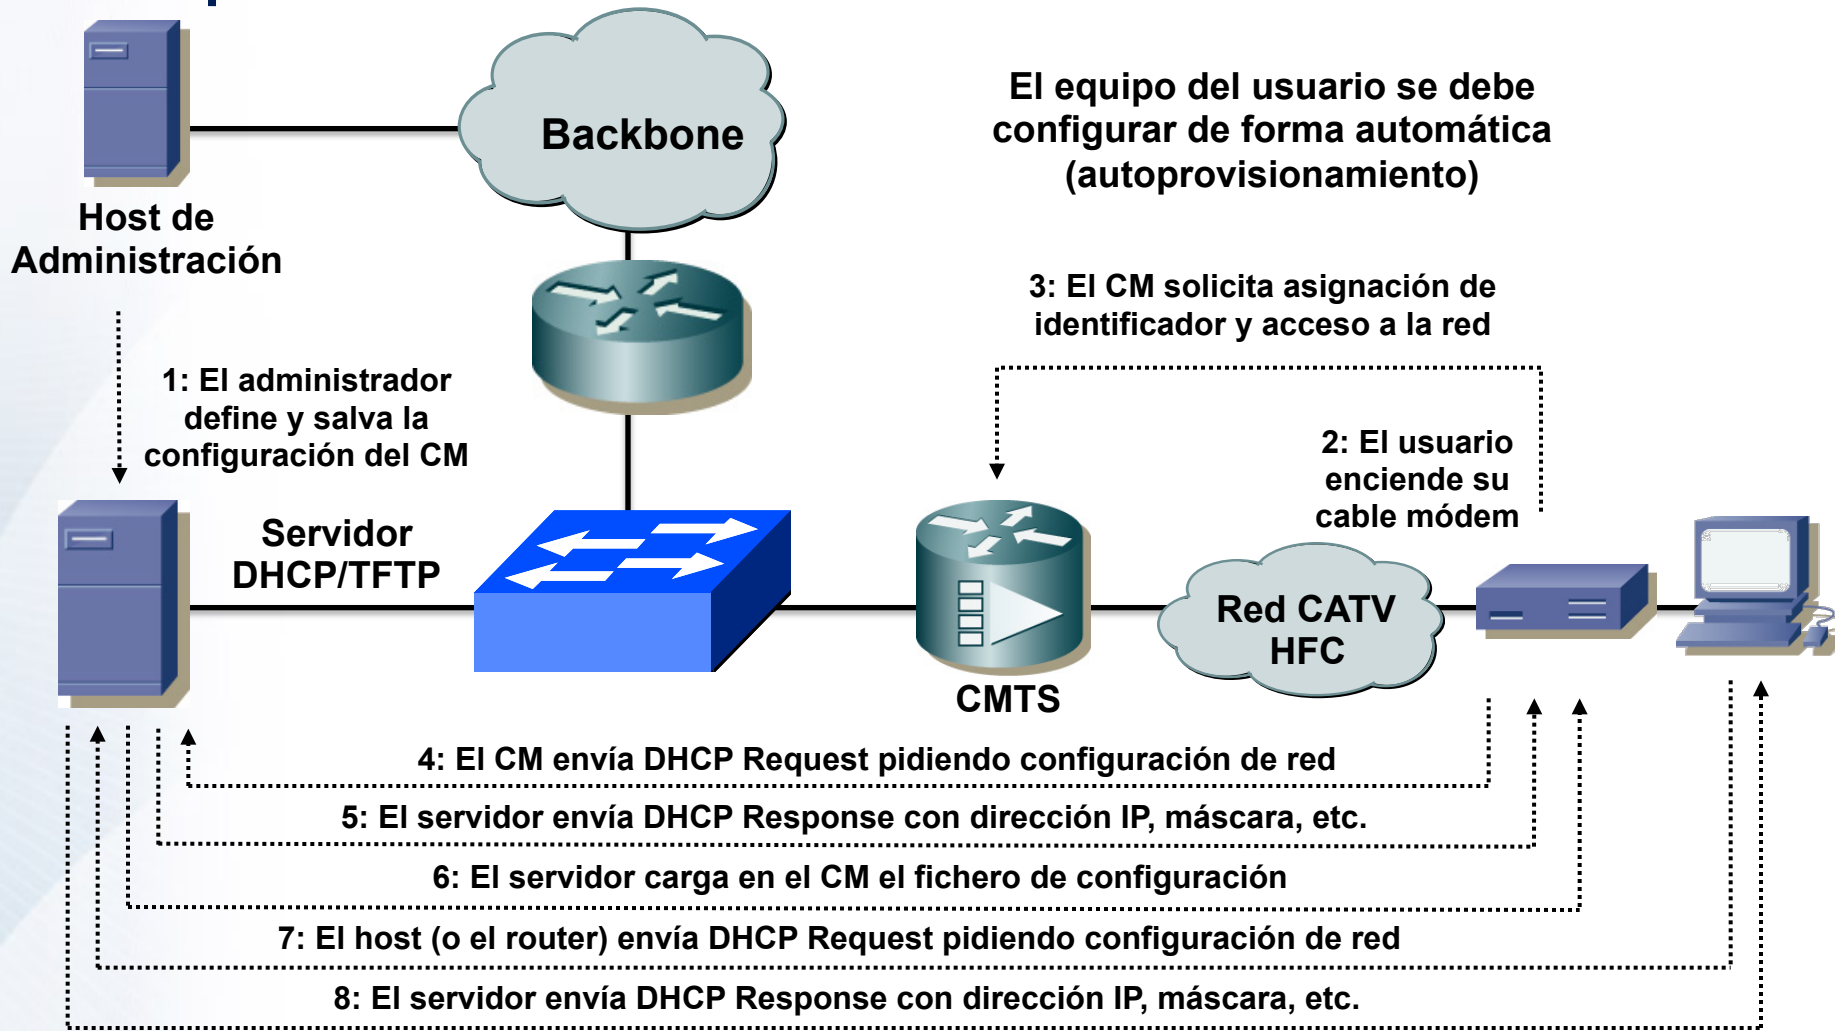 Backbone
El equipo del usuario se debe
configurar de forma automática
(autoprovisionamiento)
Host de
Administración
3: El CM solicita asignación de
identificador y acceso a la red
1: El administrador
define y salva la
configuración del CM
2: El usuario
enciende su
cable módem
Servidor
DHCP/TFTP
Red CATV
HFC
CMTS
4: El CM envía DHCP Request pidiendo configuración de red
5: El servidor envía DHCP Response con dirección IP, máscara, etc.
6: El servidor carga en el CM el fichero de configuración
7: El host (o el router) envía DHCP Request pidiendo configuración de red
8: El servidor envía DHCP Response con dirección IP, máscara, etc.